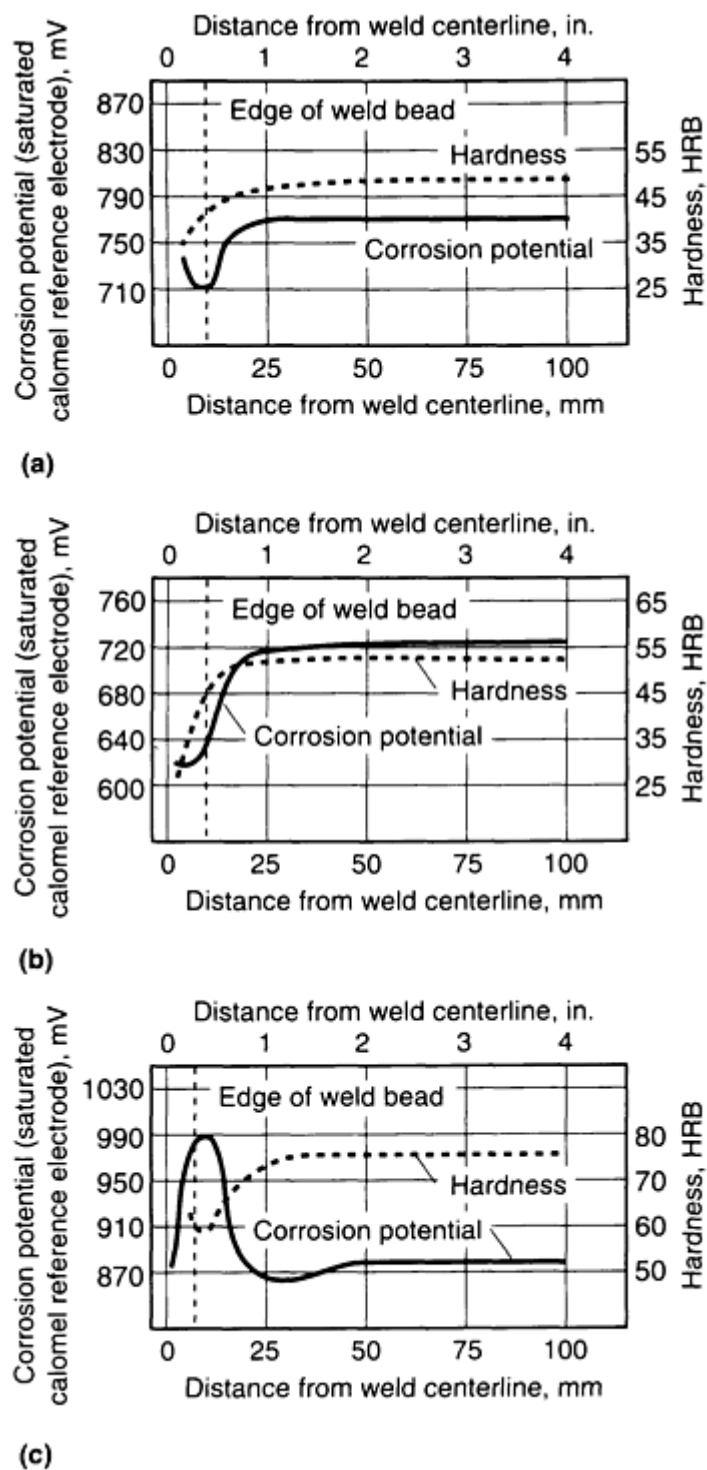 (a)
Distance from weld centerline, in.
0 1 2 3 4
Corrosion potential (saturated
calomel reference electrode), mV
870
830
790
750
710
Edge of weld bead
Hardness
Corrosion potential
55
45
35
25
Hardness, HRB
0 25 50 75 100
Distance from weld centerline, mm
(a)
Distance from weld centerline, in.
0 1 2 3 4
Corrosion potential (saturated
calomel reference electrode), mV
760
720
680
640
600
Edge of weld bead
Hardness
Corrosion potential
65
55
45
35
25
Hardness, HRB
0 25 50 75 100
Distance from weld centerline, mm
(b)
Distance from weld centerline, in.
0 1 2 3 4
Corrosion potential (saturated
calomel reference electrode), mV
1030
990
950
910
870
Edge of weld bead
Hardness
Corrosion potential
80
75
60
50
Hardness, HRB
0 25 50 75 100
Distance from weld centerline, mm
(c)